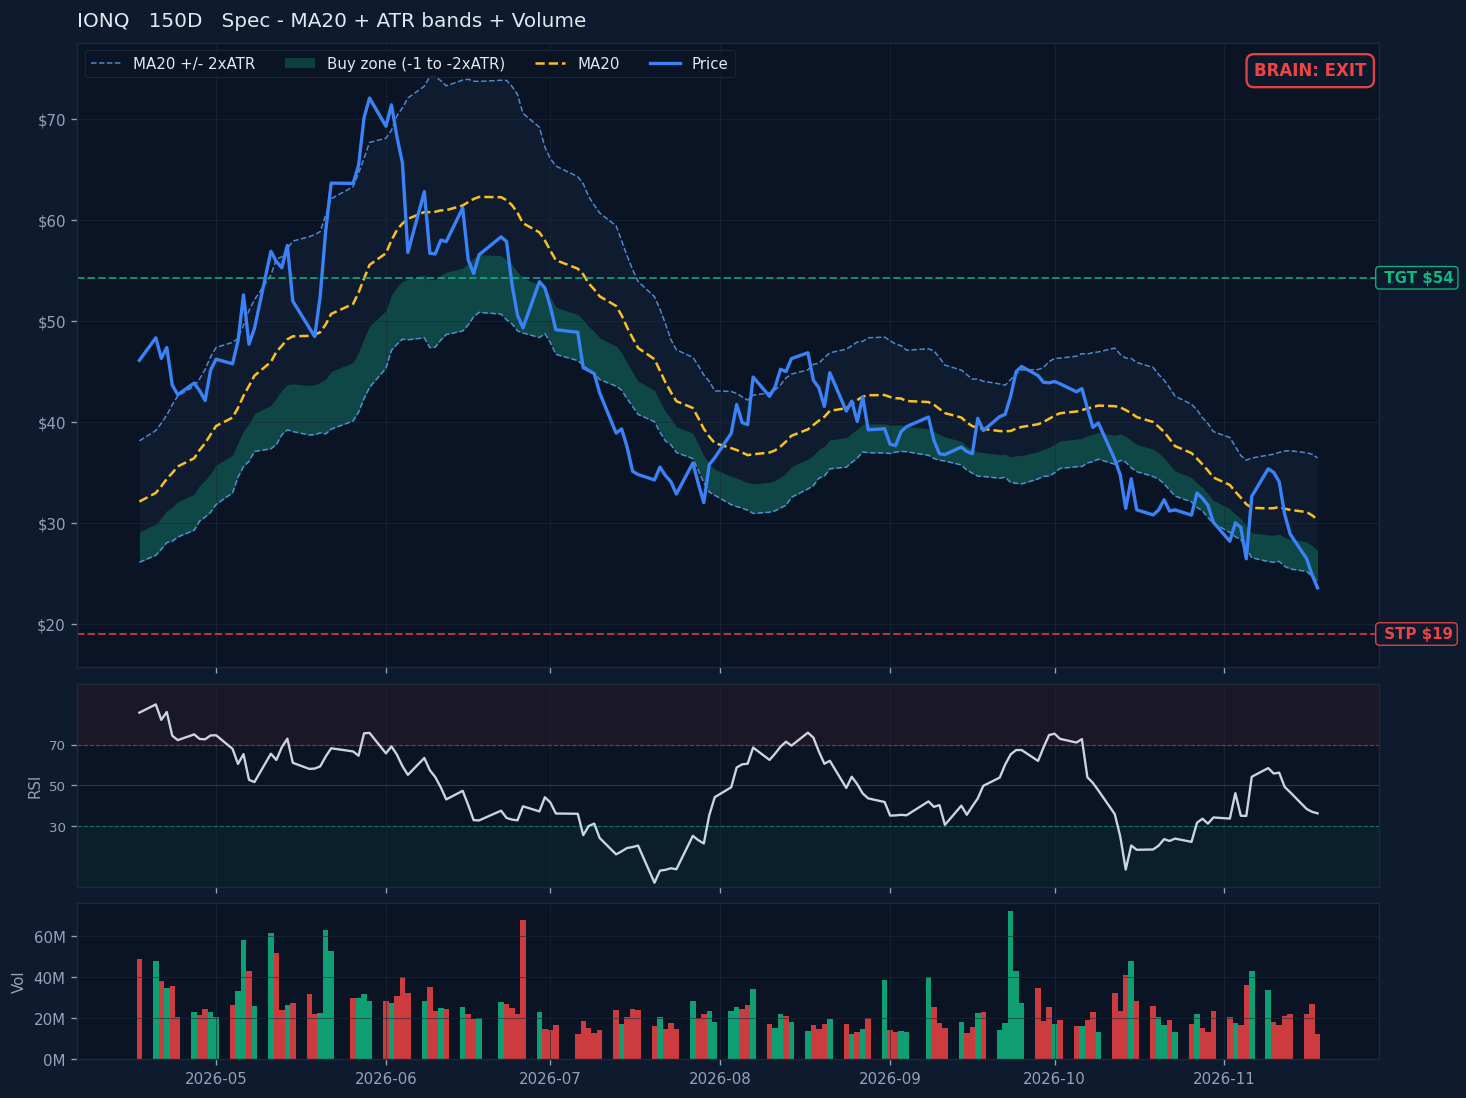 IONQ   150D   Spec - MA20 + ATR bands + Volume
MA20 +/- 2xATR
Buy zone (-1 to -2xATR)
MA20
Price
BRAIN: EXIT
$70
$60
TGT $54
$50
$40
$30
$20
STP $19
RSI
70
50
30
Vol
60M
40M
20M
0M
2026-05
2026-06
2026-07
2026-08
2026-09
2026-10
2026-11